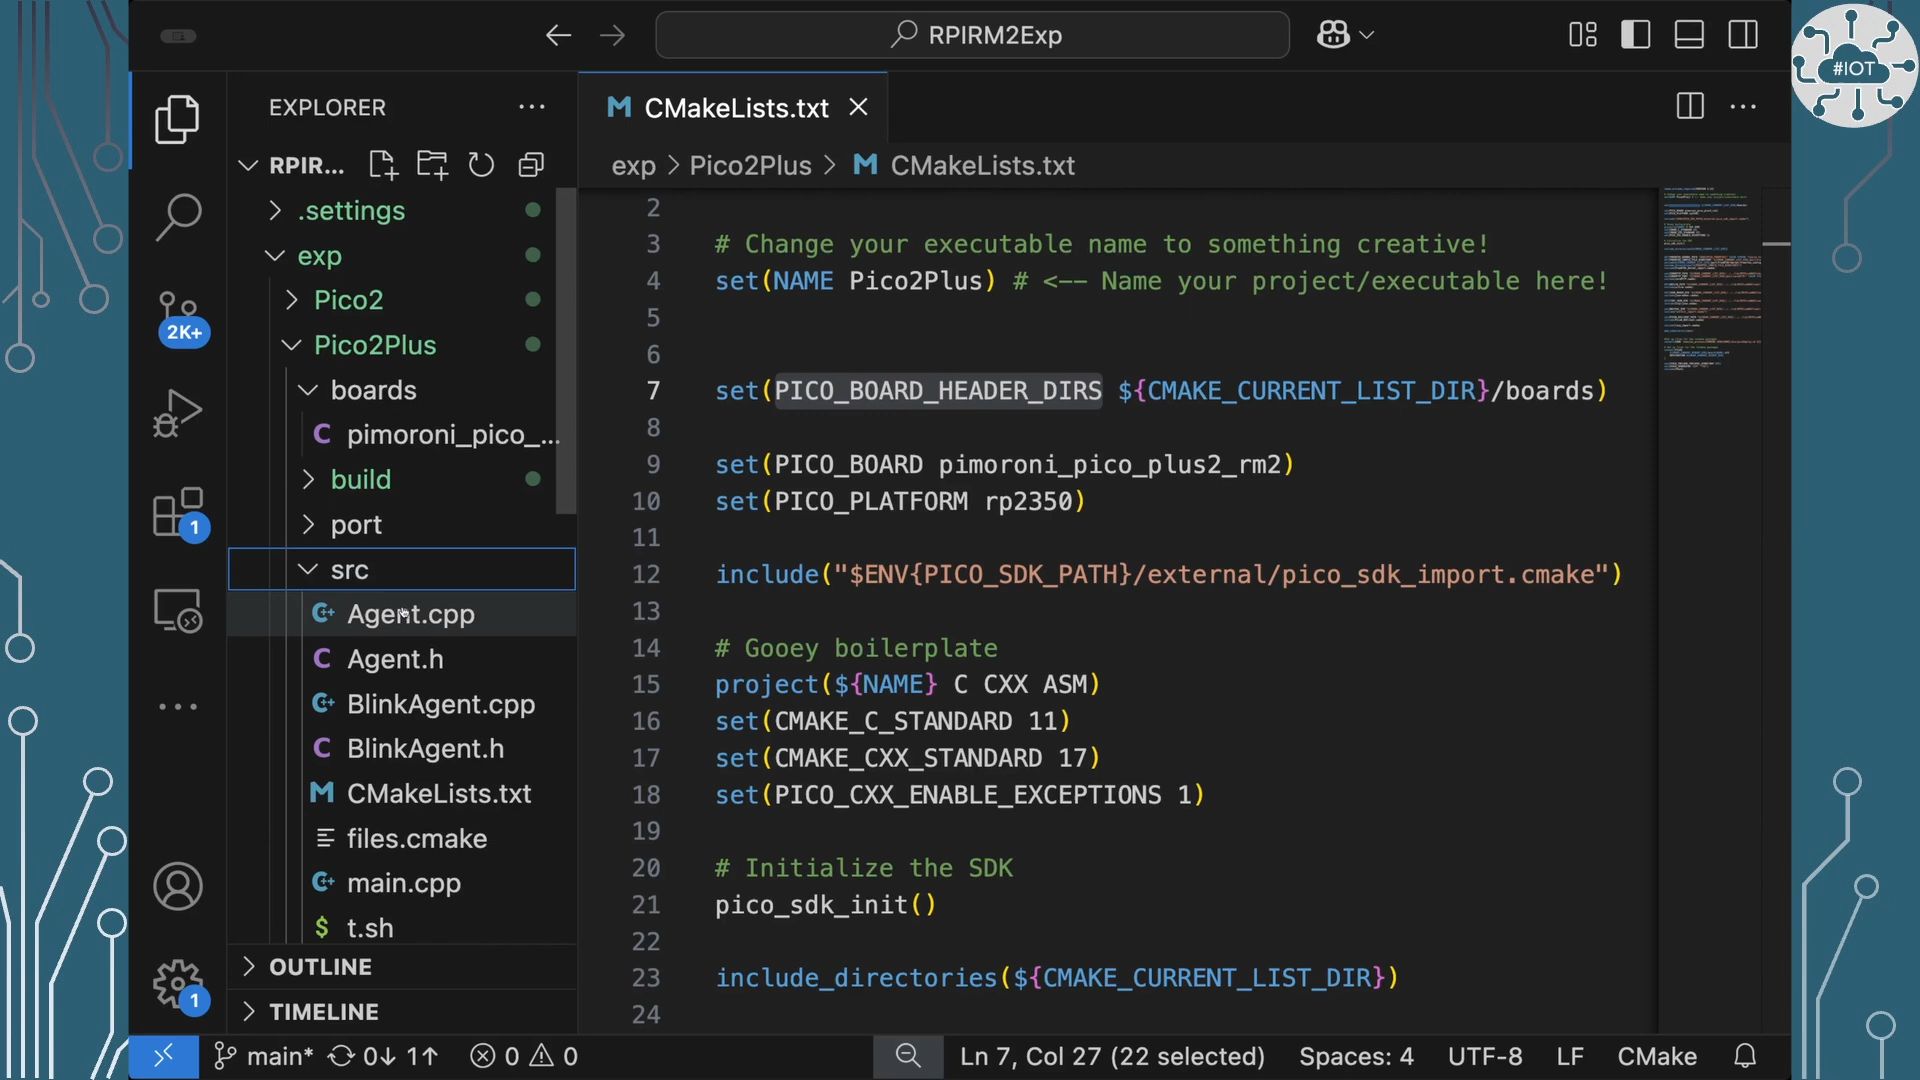 RPIRM2Exp
#IOT
EXPLORER
RPIR...
.settings
exp
Pico2
Pico2Plus
boards
pimoroni_pico_...
build
port
src
Agent.cpp
Agent.h
BlinkAgent.cpp
BlinkAgent.h
CMakeLists.txt
files.cmake
main.cpp
$ t.sh
OUTLINE
TIMELINE
2K+
1
1
CMakeLists.txt
exp > Pico2Plus > CMakeLists.txt
2
3 # Change your executable name to something creative!
4 set(NAME Pico2Plus) # <-- Name your project/executable here!
5
6
7 set(PICO_BOARD_HEADER_DIRS ${CMAKE_CURRENT_LIST_DIR}/boards)
8
9 set(PICO_BOARD pimoroni_pico_plus2_rm2)
10 set(PICO_PLATFORM rp2350)
11
12 include("$ENV{PICO_SDK_PATH}/external/pico_sdk_import.cmake")
13
14 # Gooey boilerplate
15 project(${NAME} C CXX ASM)
16 set(CMAKE_C_STANDARD 11)
17 set(CMAKE_CXX_STANDARD 17)
18 set(PICO_CXX_ENABLE_EXCEPTIONS 1)
19
20 # Initialize the SDK
21 pico_sdk_init()
22
23 include_directories(${CMAKE_CURRENT_LIST_DIR})
24
main* 0↓ 1↑ 0 0 Ln 7, Col 27 (22 selected) Spaces: 4 UTF-8 LF CMake